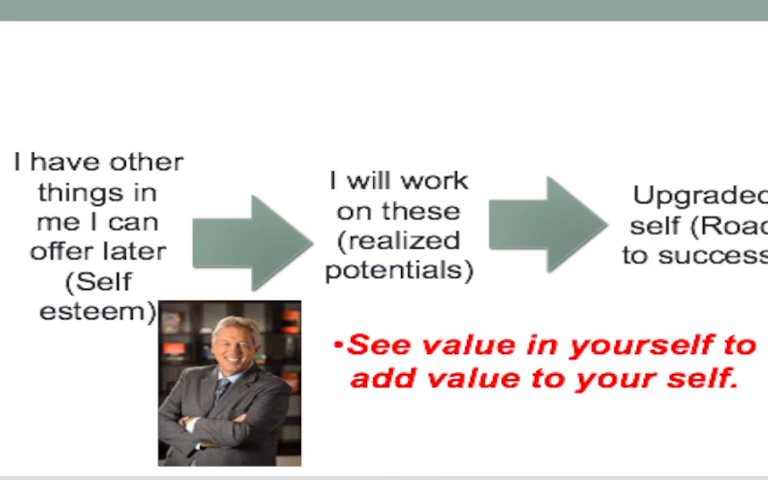 I have other
things in
me I can
offer later
(Self
esteem)
I will work
on these
(realized
potentials)
Upgraded
self (Road
to success
•See value in yourself to
add value to your self.